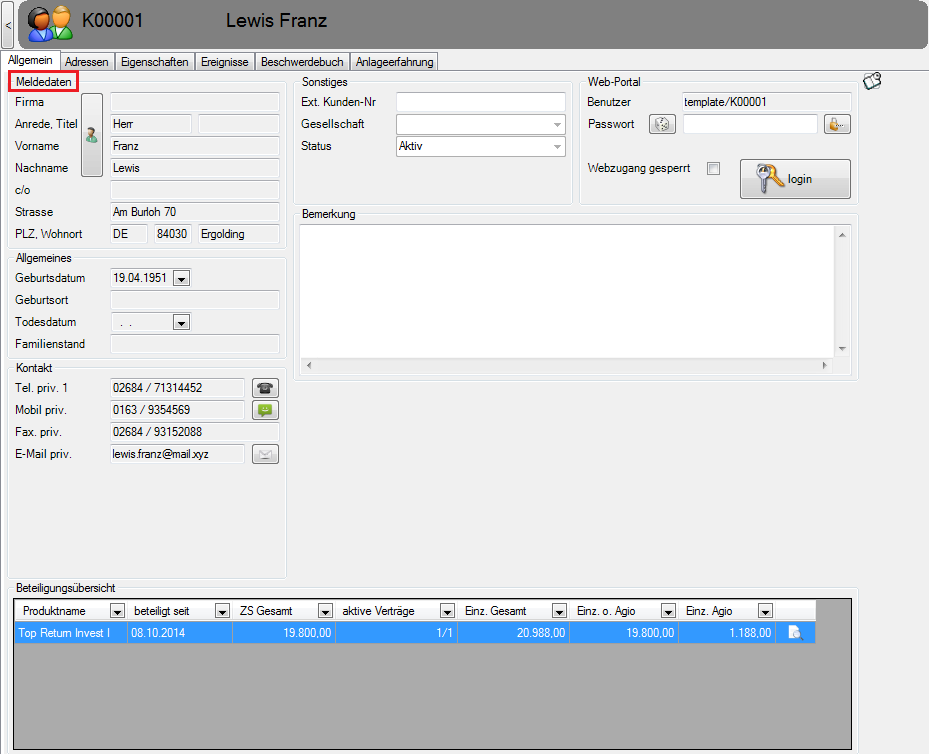 <
K00001 Lewis Franz
Allgemein Adressen Eigenschaften Ereignisse Beschwerdebuch Anlageerfahrung
Meldedaten
Firma
Anrede, Titel Herr
Vorname Franz
Nachname Lewis
c/o
Strasse Am Burloh 70
PLZ, Wohnort DE 84030 Ergolding
Allgemeines
Geburtsdatum 19.04.1951
Geburtsort
Todesdatum . .
Familienstand
Kontakt
Tel. priv. 1 02684 / 71314452
Mobil priv. 0163 / 9354569
Fax. priv. 02684 / 93152088
E-Mail priv. lewis.franz@mail.xyz
Sonstiges
Ext. Kunden-Nr
Gesellschaft
Status Aktiv
Web-Portal
Benutzer template/K00001
Passwort
Webzugang gesperrt
login
Bemerkung
Beteiligungsübersicht
Produktname beteiligt seit ZS Gesamt aktive Verträge Einz. Gesamt Einz. o. Agio Einz. Agio
Top Return Invest I 08.10.2014 19.800,00 1/1 20.988,00 19.800,00 1.188,00